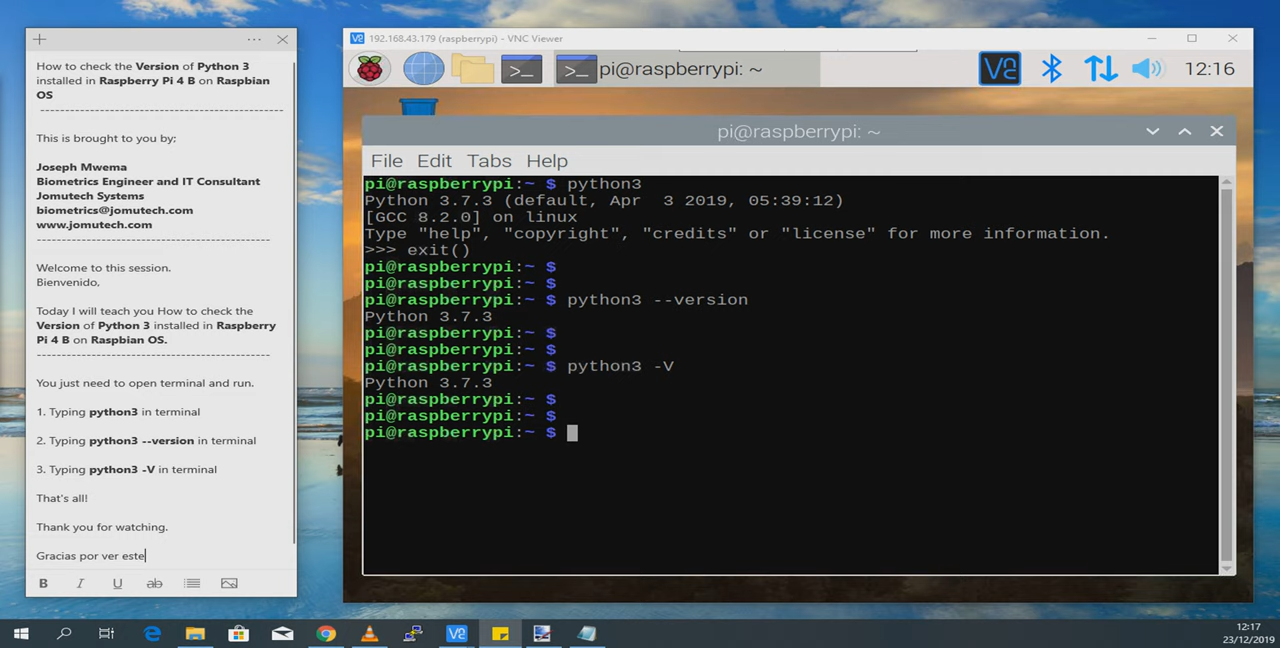 How to check the Version of Python 3
installed in Raspberry Pi 4 B on Raspbian
OS
------------------------------------------------
This is brought to you by;
Joseph Mwema
Biometrics Engineer and IT Consultant
Jomutech Systems
biometrics@jomutech.com
www.jomutech.com
----------------------------------------------
Welcome to this session.
Bienvenido,
Today I will teach you How to check the
Version of Python 3 installed in Raspberry
Pi 4 B on Raspbian OS.
----------------------------------------------
You just need to open terminal and run.
1. Typing python3 in terminal
2. Typing python3 --version in terminal
3. Typing python3 -V in terminal
That's all!
Thank you for watching.
Gracias por ver este
B I U ab
192.168.43.179 (raspberrypi) - VNC Viewer
pi@raspberrypi: ~
12:16
pi@raspberrypi: ~
File Edit Tabs Help
pi@raspberrypi:~ $ python3
Python 3.7.3 (default, Apr  3 2019, 05:39:12)
[GCC 8.2.0] on linux
Type "help", "copyright", "credits" or "license" for more information.
>>> exit()
pi@raspberrypi:~ $
pi@raspberrypi:~ $
pi@raspberrypi:~ $ python3 --version
Python 3.7.3
pi@raspberrypi:~ $
pi@raspberrypi:~ $
pi@raspberrypi:~ $ python3 -V
Python 3.7.3
pi@raspberrypi:~ $
pi@raspberrypi:~ $
pi@raspberrypi:~ $
12:17
23/12/2019